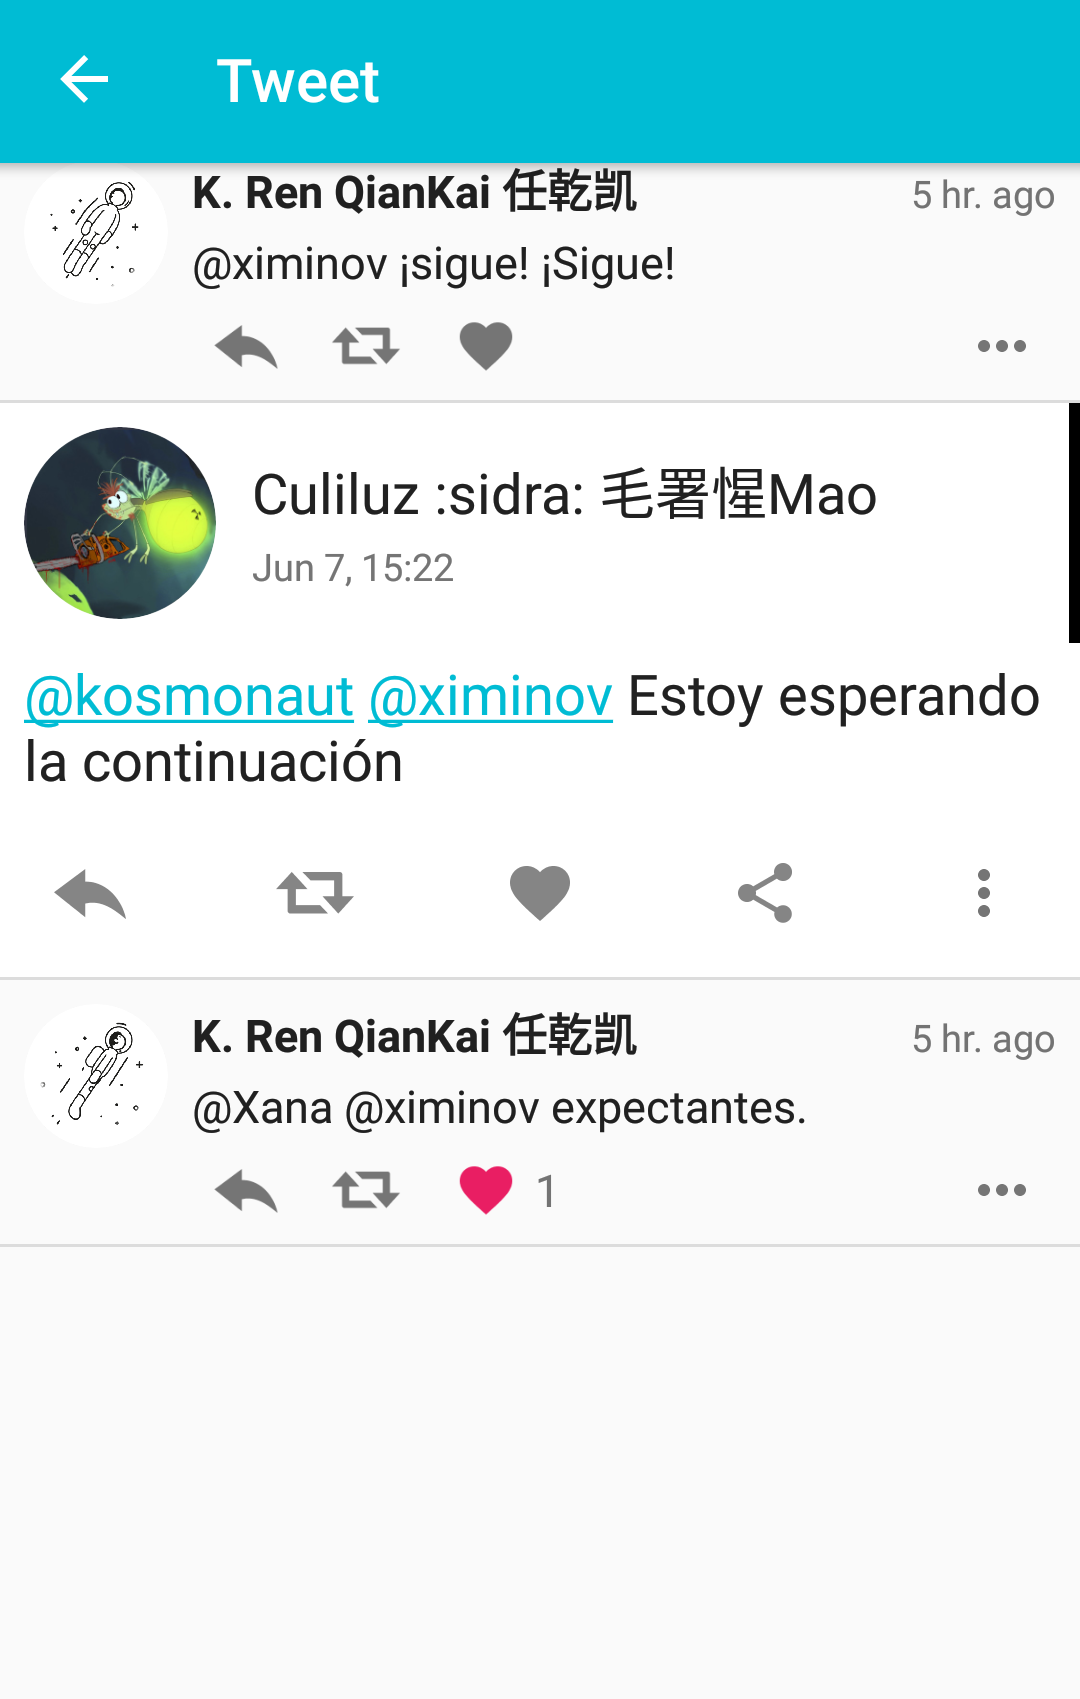 Tweet
K. Ren QianKai 任乾凯
5 hr. ago
@ximinov ¡sigue! ¡Sigue!
Culiluz :sidra: 毛署惺Mao
Jun 7, 15:22
@kosmonaut @ximinov Estoy esperando
la continuación
K. Ren QianKai 任乾凯
5 hr. ago
@Xana @ximinov expectantes.
1